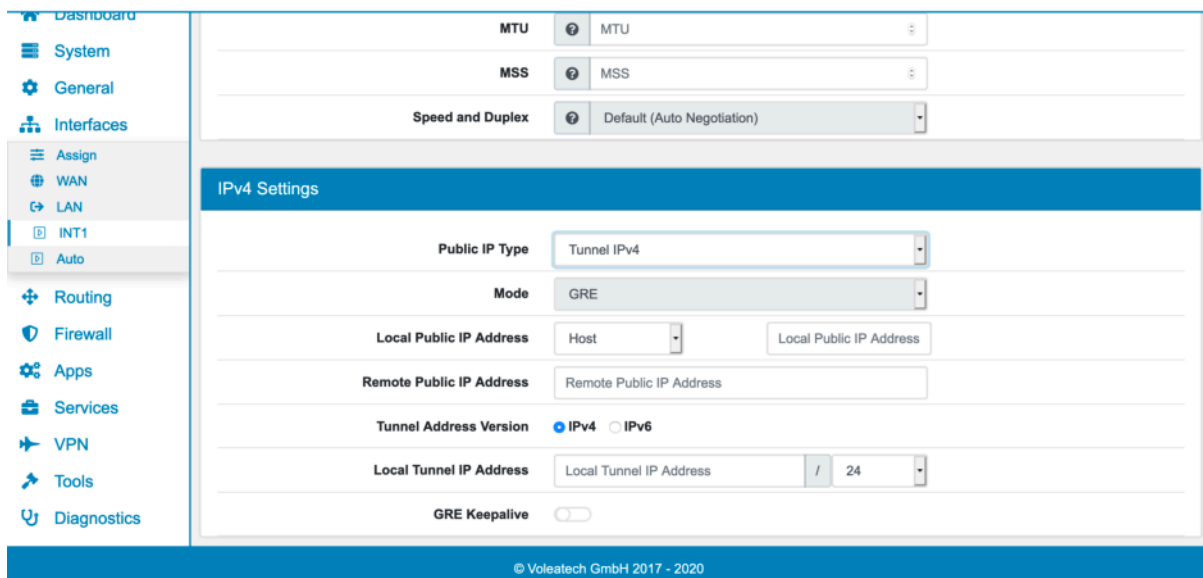 Dashboard
System
General
Interfaces
Assign
WAN
LAN
INT1
Auto
Routing
Firewall
Apps
Services
VPN
Tools
Diagnostics
MTU MTU
MSS MSS
Speed and Duplex Default (Auto Negotiation)
IPv4 Settings
Public IP Type Tunnel IPv4
Mode GRE
Local Public IP Address Host Local Public IP Address
Remote Public IP Address Remote Public IP Address
Tunnel Address Version IPv4 IPv6
Local Tunnel IP Address Local Tunnel IP Address / 24
GRE Keepalive
© Voleatech GmbH 2017 - 2020